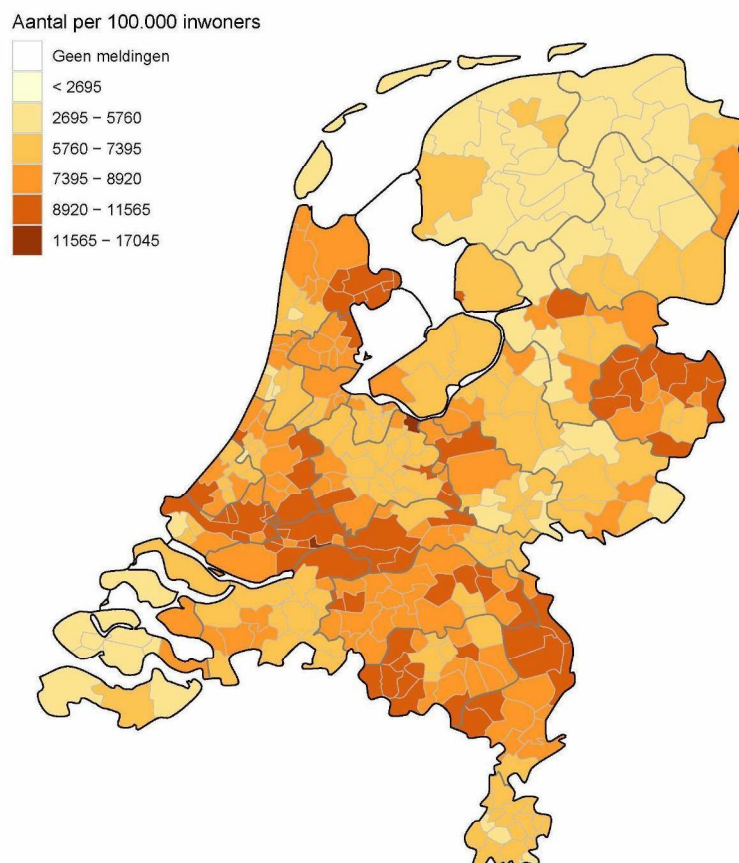 Aantal per 100.000 inwoners
Geen meldingen
< 2695
2695 – 5760
5760 – 7395
7395 – 8920
8920 – 11565
11565 – 17045